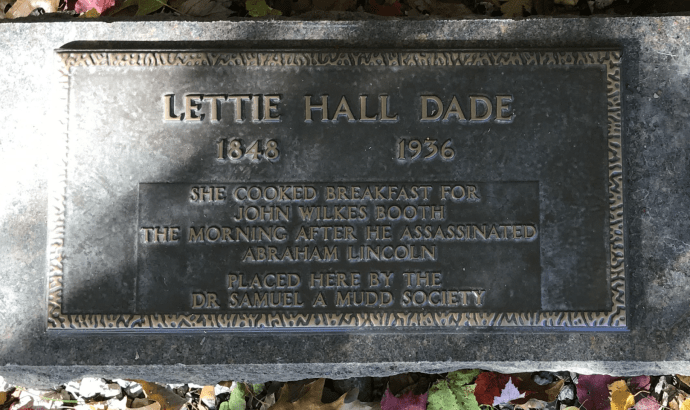 LETTIE HALL DADE
1848 1936
SHE COOKED BREAKFAST FOR
JOHN WILKES BOOTH
THE MORNING AFTER HE ASSASSINATED
ABRAHAM LINCOLN
PLACED HERE BY THE
DR SAMUEL A MUDD SOCIETY